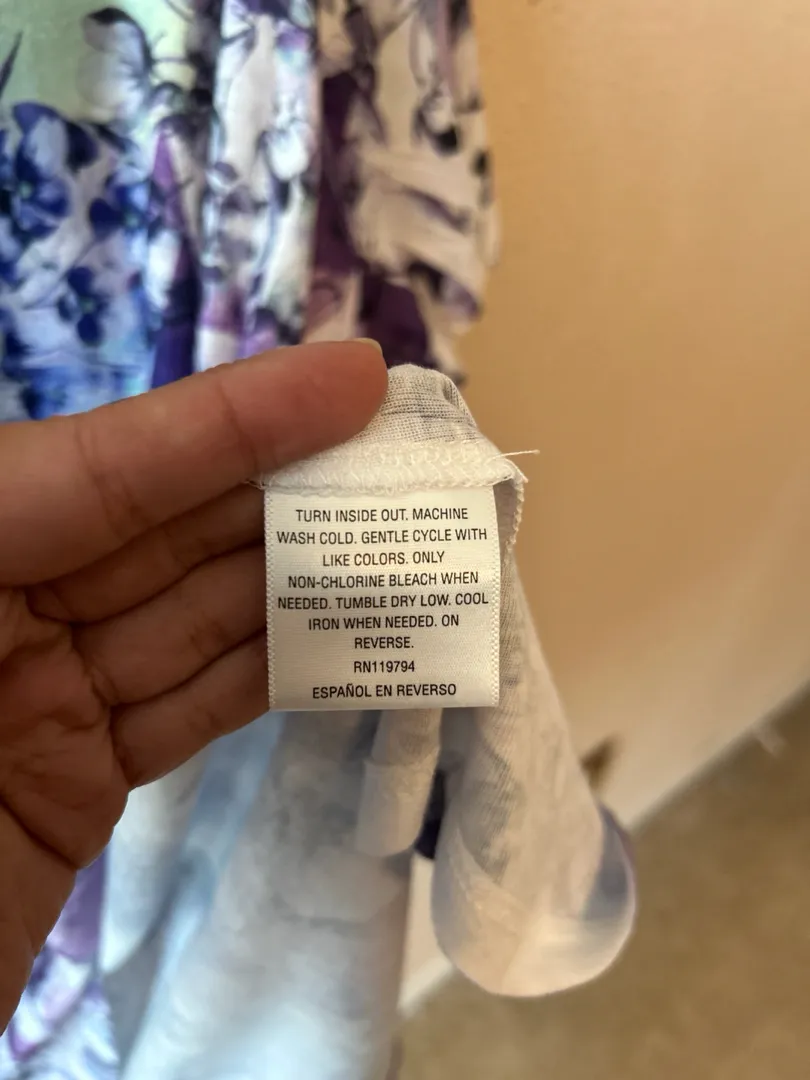 TURN INSIDE OUT. MACHINE
WASH COLD. GENTLE CYCLE WITH
LIKE COLORS. ONLY
NON-CHLORINE BLEACH WHEN
NEEDED. TUMBLE DRY LOW. COOL
IRON WHEN NEEDED. ON
REVERSE.
RN119794
ESPAÑOL EN REVERSO